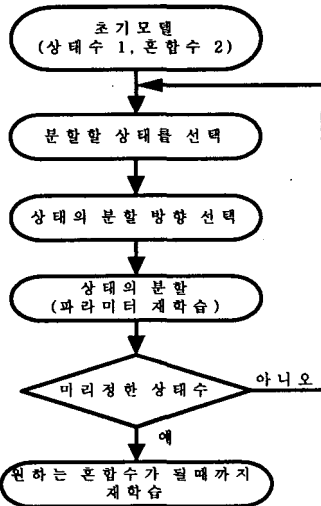 초기모델
(상태수 1, 혼합수 2)
분할할 상태를 선택
상태의 분할 방향 선택
상태의 분할
(파라미터 재학습)
미리정한 상태수
아니오
예
원하는 혼합수가 될때까지
재학습